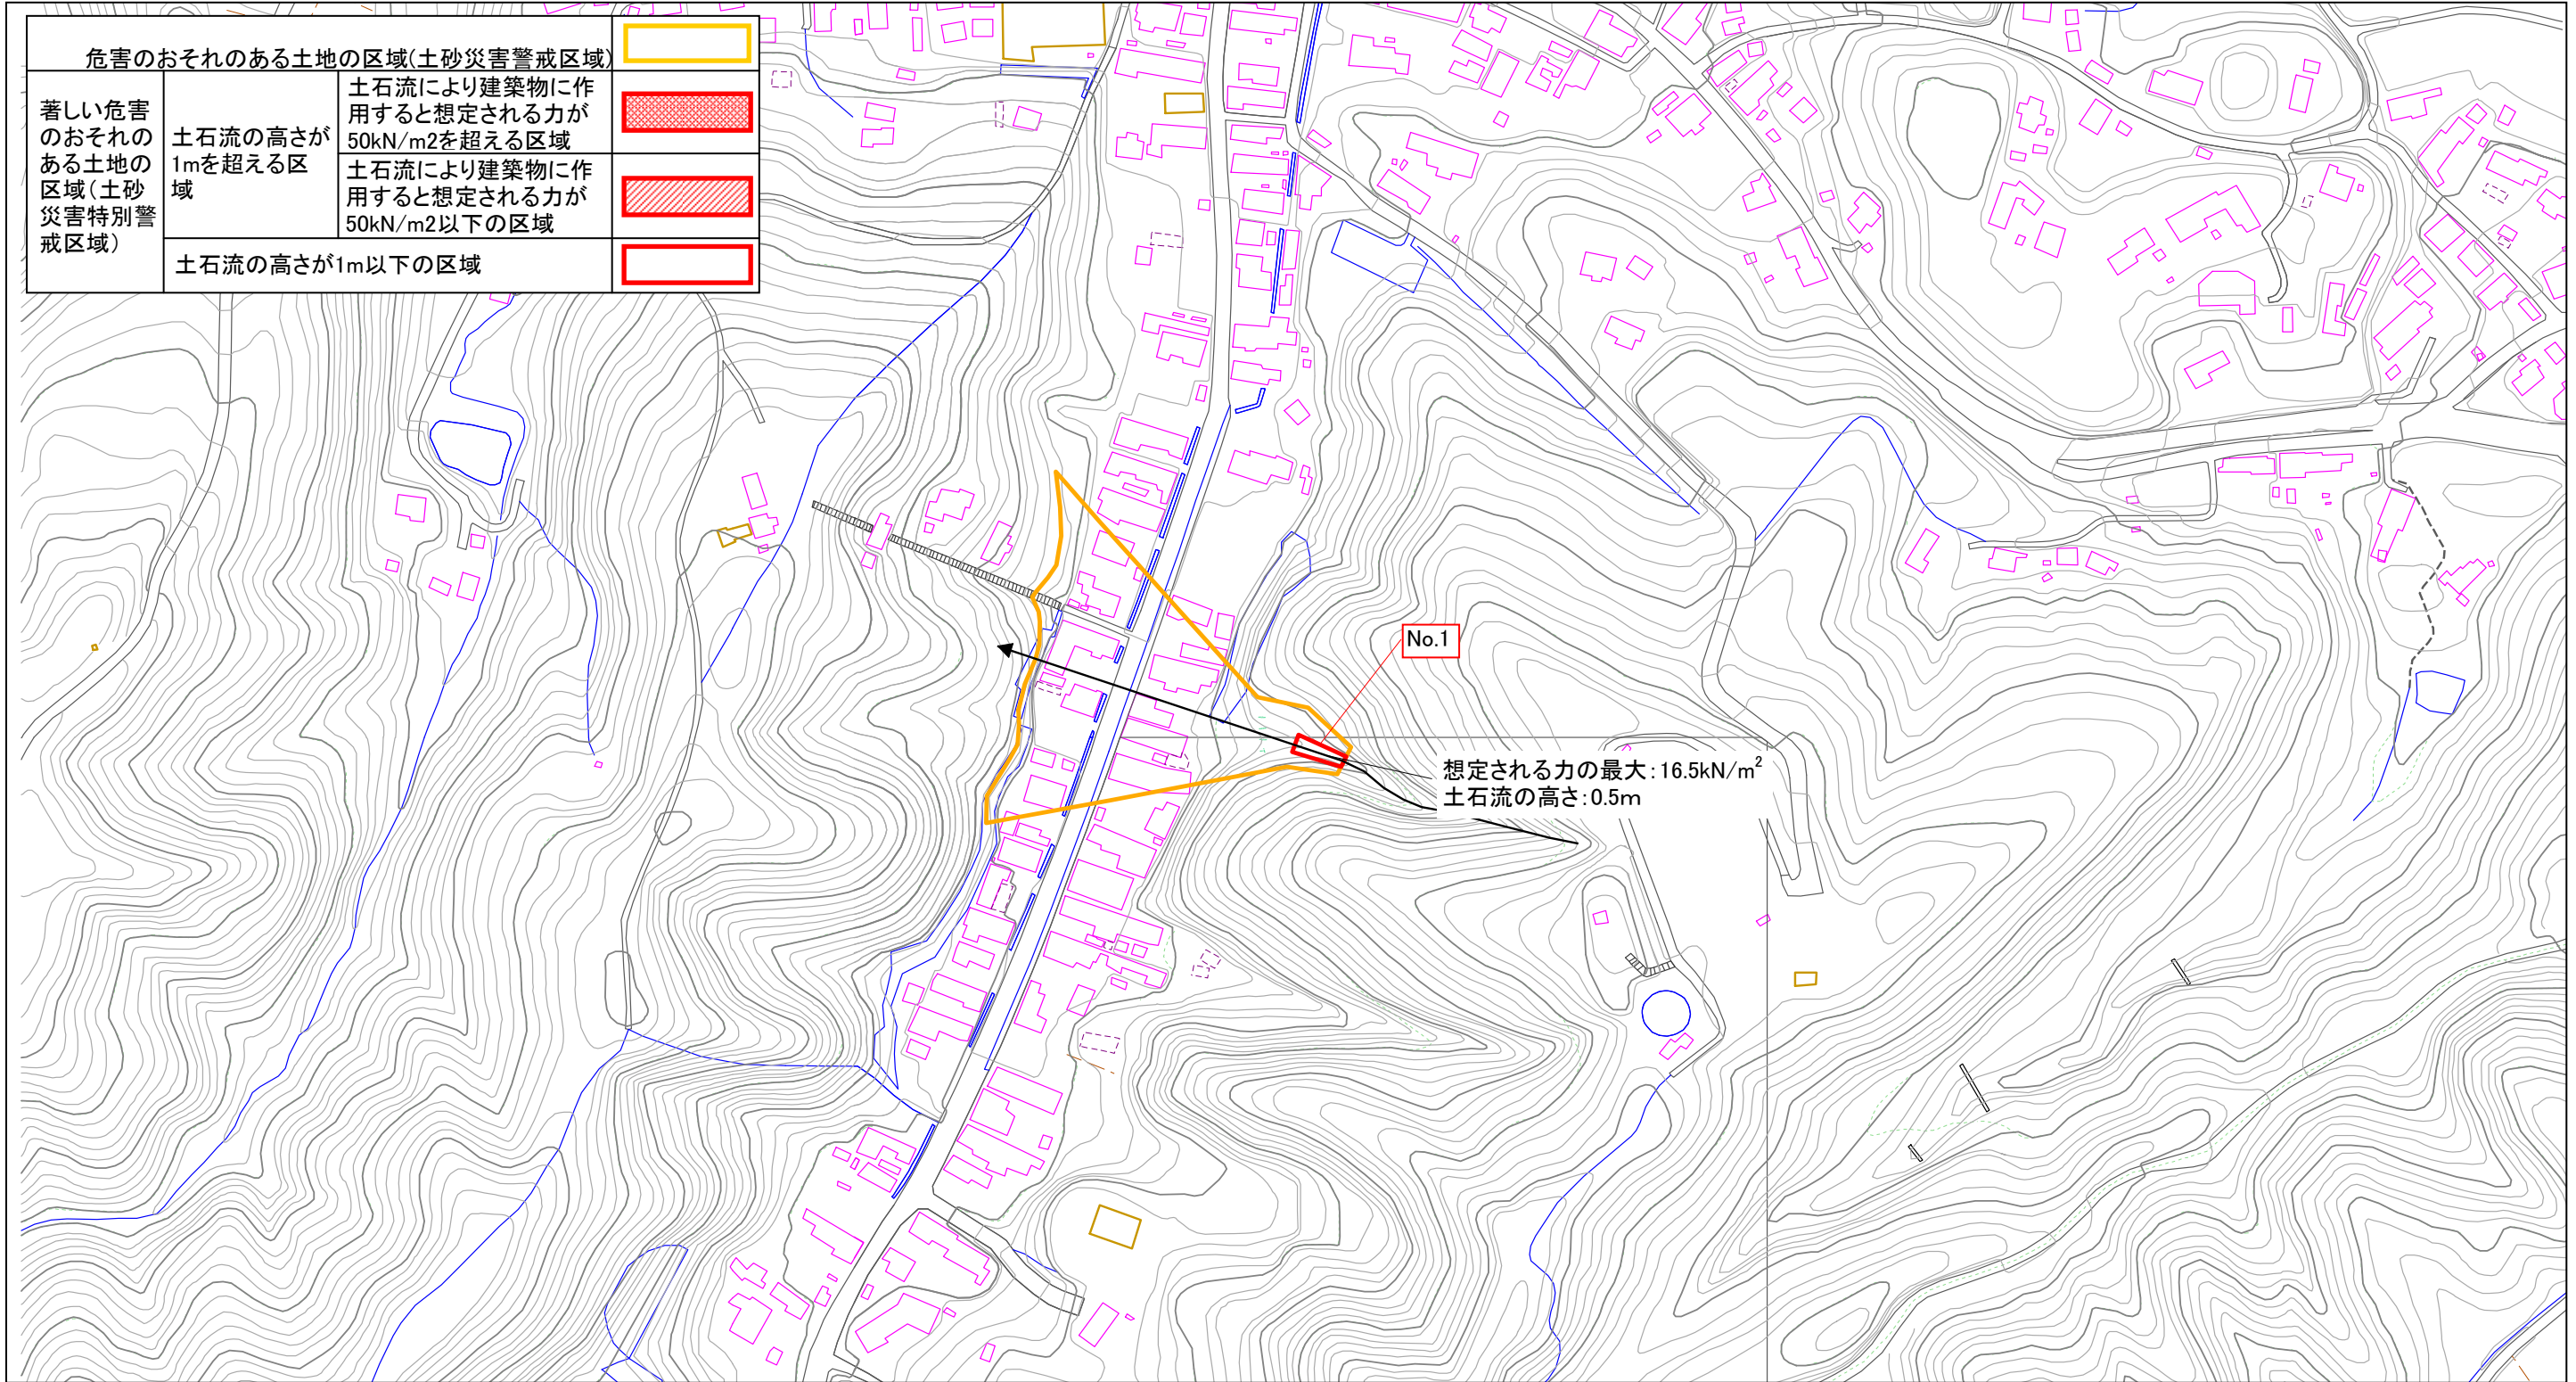 危害のおそれのある土地の区域(土砂災害警戒区域)
著しい危害
のおそれの
ある土地の
区域(土砂
災害特別警
戒区域)
土石流の高さが
1mを超える区
域
土石流により建築物に作
用すると想定される力が
50kN/m2を超える区域
土石流により建築物に作
用すると想定される力が
50kN/m2以下の区域
土石流の高さが1m以下の区域
No.1
想定される力の最大:16.5kN/m²
土石流の高さ:0.5m